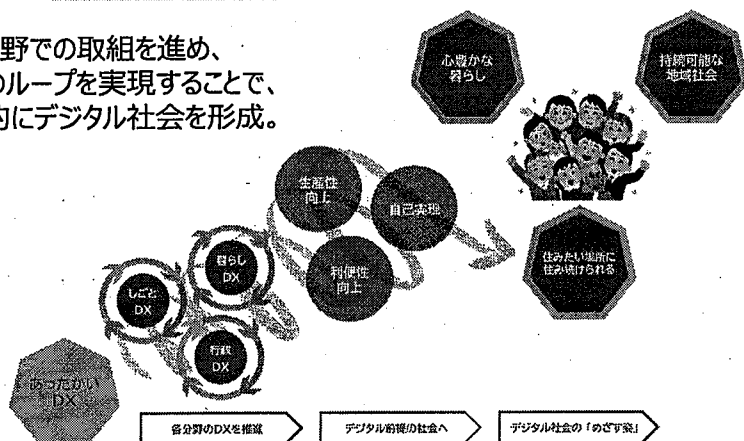 野での取組を進め、
のループを実現することで、
的にデジタル社会を形成。
心豊かな
暮らし
持続可能な
地域社会
生産性
向上
自己実現
利便性
向上
住みたい場所に
住み続けられる
暮らし
DX
しごと
DX
行政
DX
あったかい
DX
各分野のDXを推進
デジタル前提の社会へ
デジタル社会の「めざす姿」